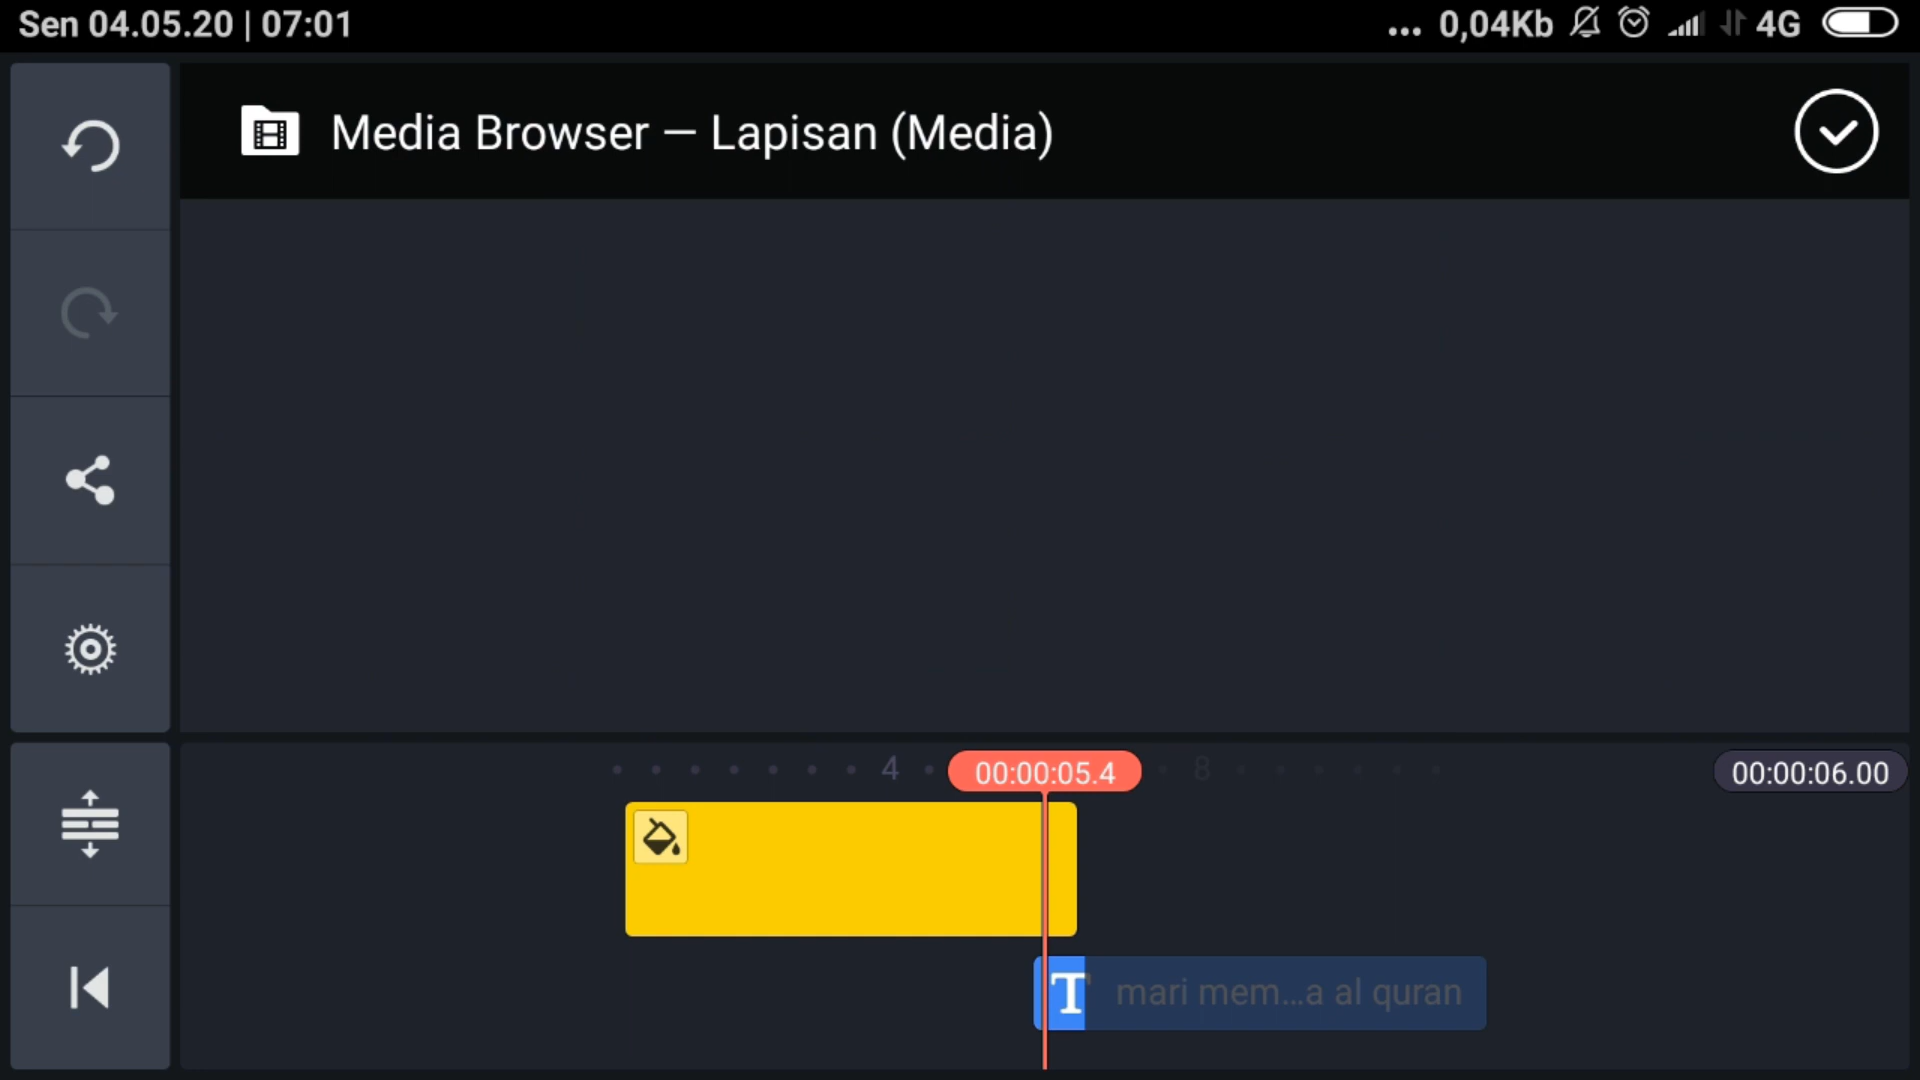 Sen 04.05.20 | 07:01
... 0,04Kb 4G
Media Browser — Lapisan (Media)
4
00:00:05.4
8
00:00:06.00
T mari mem...a al quran